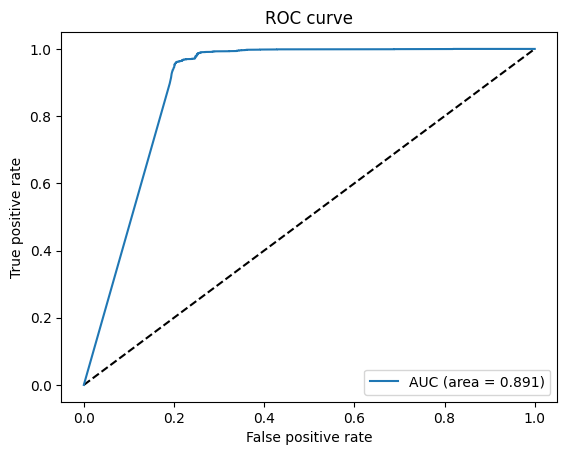 ROC curve
1.0
0.8
0.6
0.4
0.2
0.0
True positive rate
AUC (area = 0.891)
0.0 0.2 0.4 0.6 0.8 1.0
False positive rate